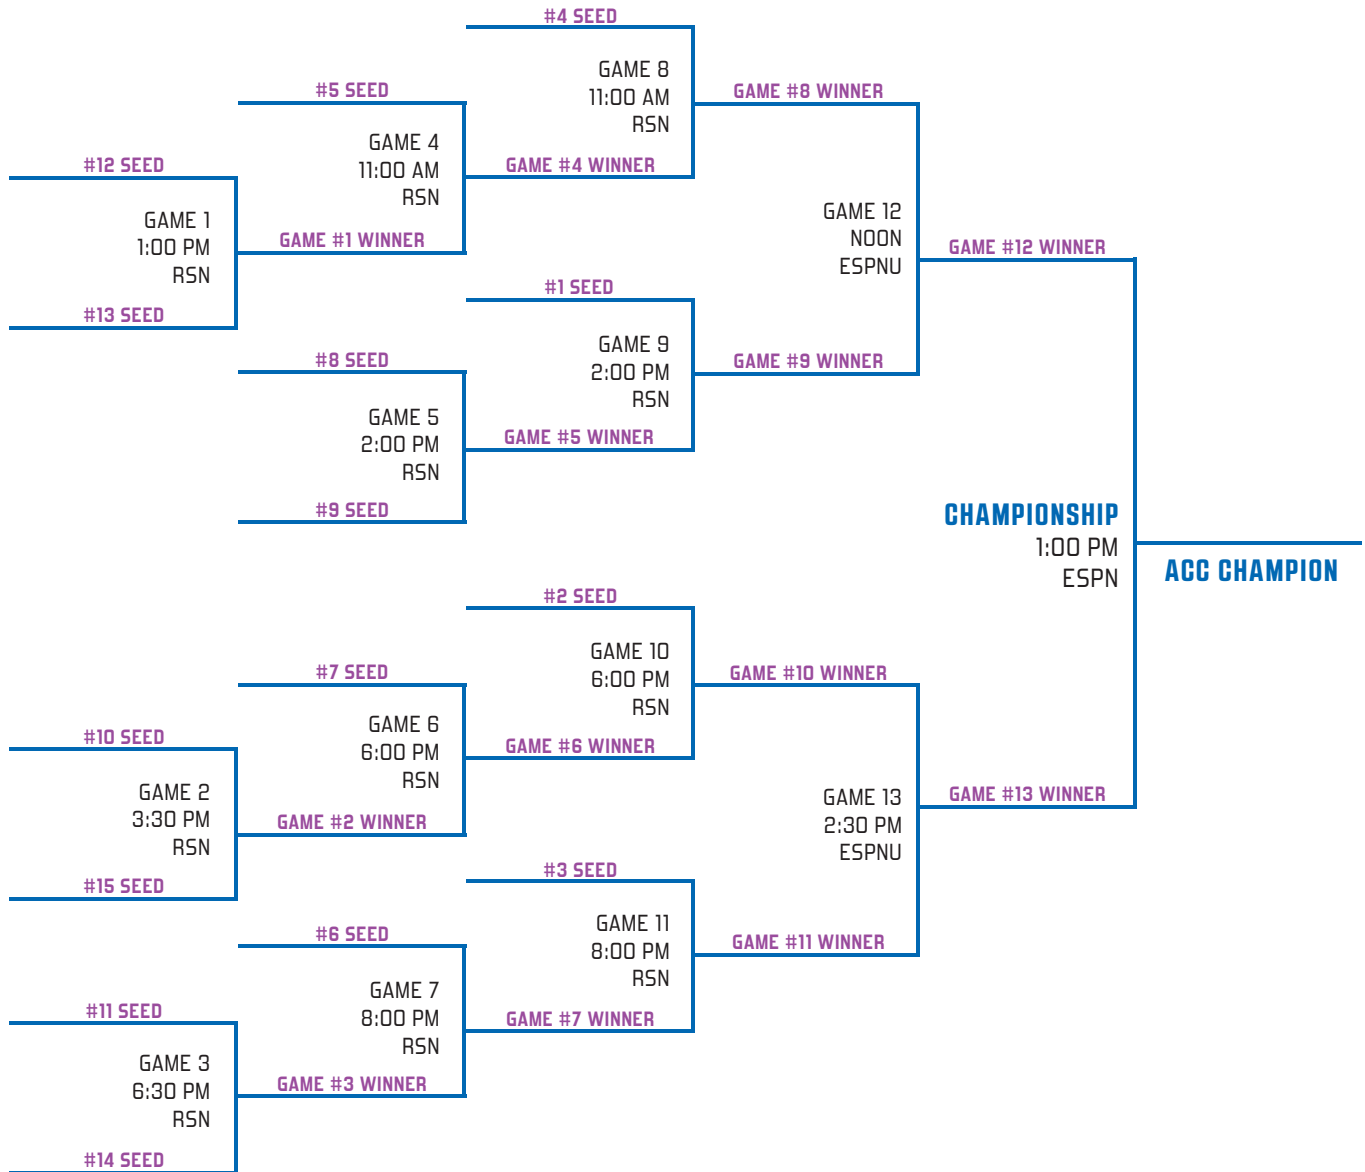 #4 SEED
GAME 8
11:00 AM
RSN
#5 SEED
GAME #8 WINNER
GAME 4
11:00 AM
RSN
#12 SEED
GAME #4 WINNER
GAME 1
1:00 PM
RSN
GAME #1 WINNER
GAME 12
NOON
ESPNU
GAME #12 WINNER
#13 SEED
#1 SEED
GAME 9
2:00 PM
RSN
#8 SEED
GAME #9 WINNER
GAME 5
2:00 PM
RSN
GAME #5 WINNER
#9 SEED
CHAMPIONSHIP
1:00 PM
ESPN
ACC CHAMPION
#2 SEED
GAME 10
6:00 PM
RSN
#7 SEED
GAME #10 WINNER
GAME 6
6:00 PM
RSN
#10 SEED
GAME #6 WINNER
GAME 2
3:30 PM
RSN
GAME #2 WINNER
GAME 13
2:30 PM
ESPNU
GAME #13 WINNER
#15 SEED
#3 SEED
GAME 11
8:00 PM
RSN
#6 SEED
GAME #11 WINNER
GAME 7
8:00 PM
RSN
#11 SEED
GAME #7 WINNER
GAME 3
6:30 PM
RSN
GAME #3 WINNER
#14 SEED